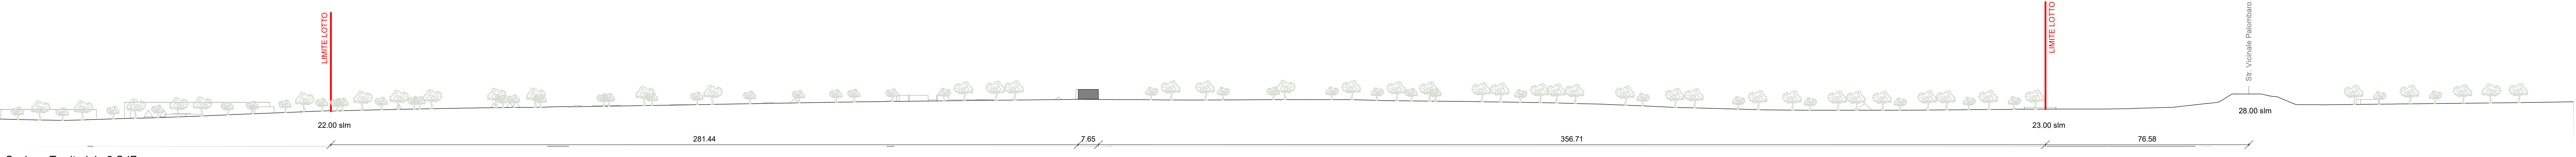 LIMITE LOTTO
LIMITE LOTTO
Str. Vicinale Palombaro
22.00 slm
23.00 slm
28.00 slm
281.44
7.65
356.71
76.58